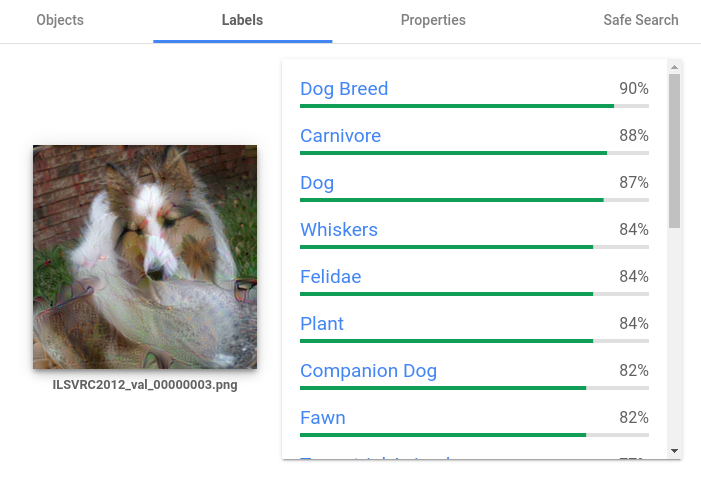 Objects
Labels
Properties
Safe Search
Dog Breed 90%
Carnivore 88%
Dog 87%
Whiskers 84%
Felidae 84%
Plant 84%
Companion Dog 82%
Fawn 82%
ILSVRC2012_val_00000003.png